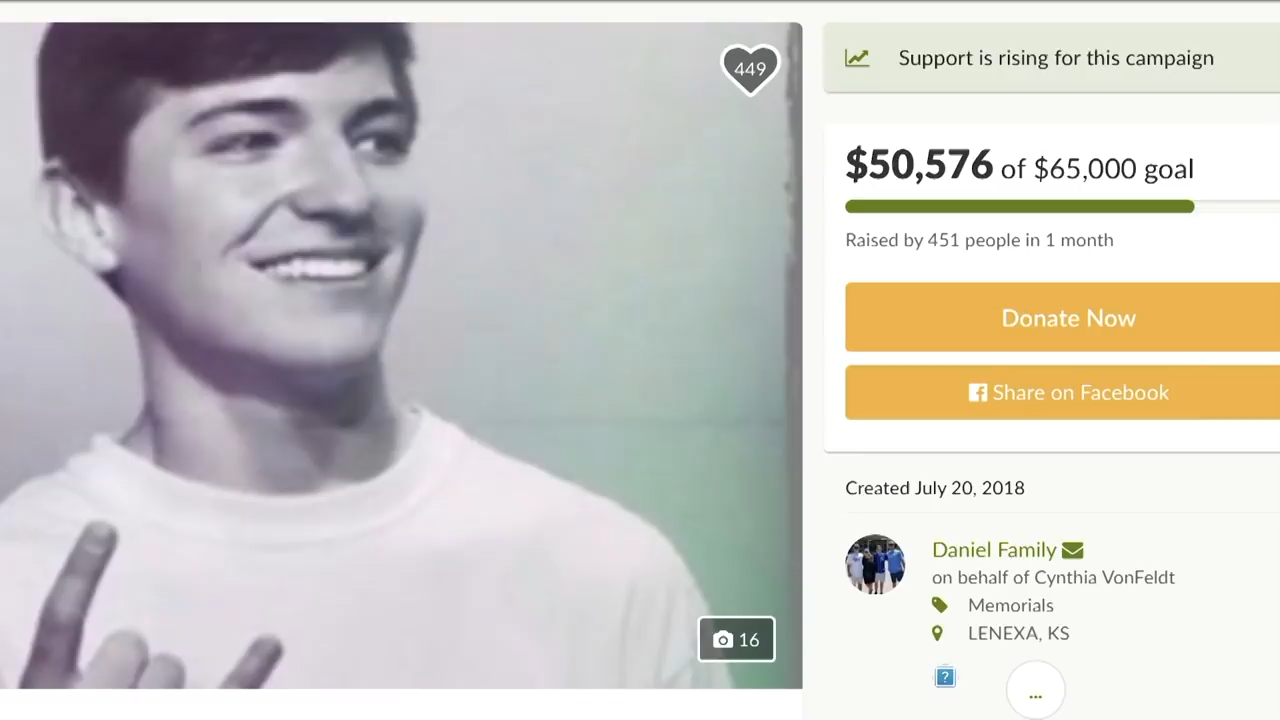 449
Support is rising for this campaign
$50,576 of $65,000 goal
Raised by 451 people in 1 month
Donate Now
Share on Facebook
Created July 20, 2018
Daniel Family
on behalf of Cynthia VonFeldt
Memorials
LENEXA, KS
16
?
...